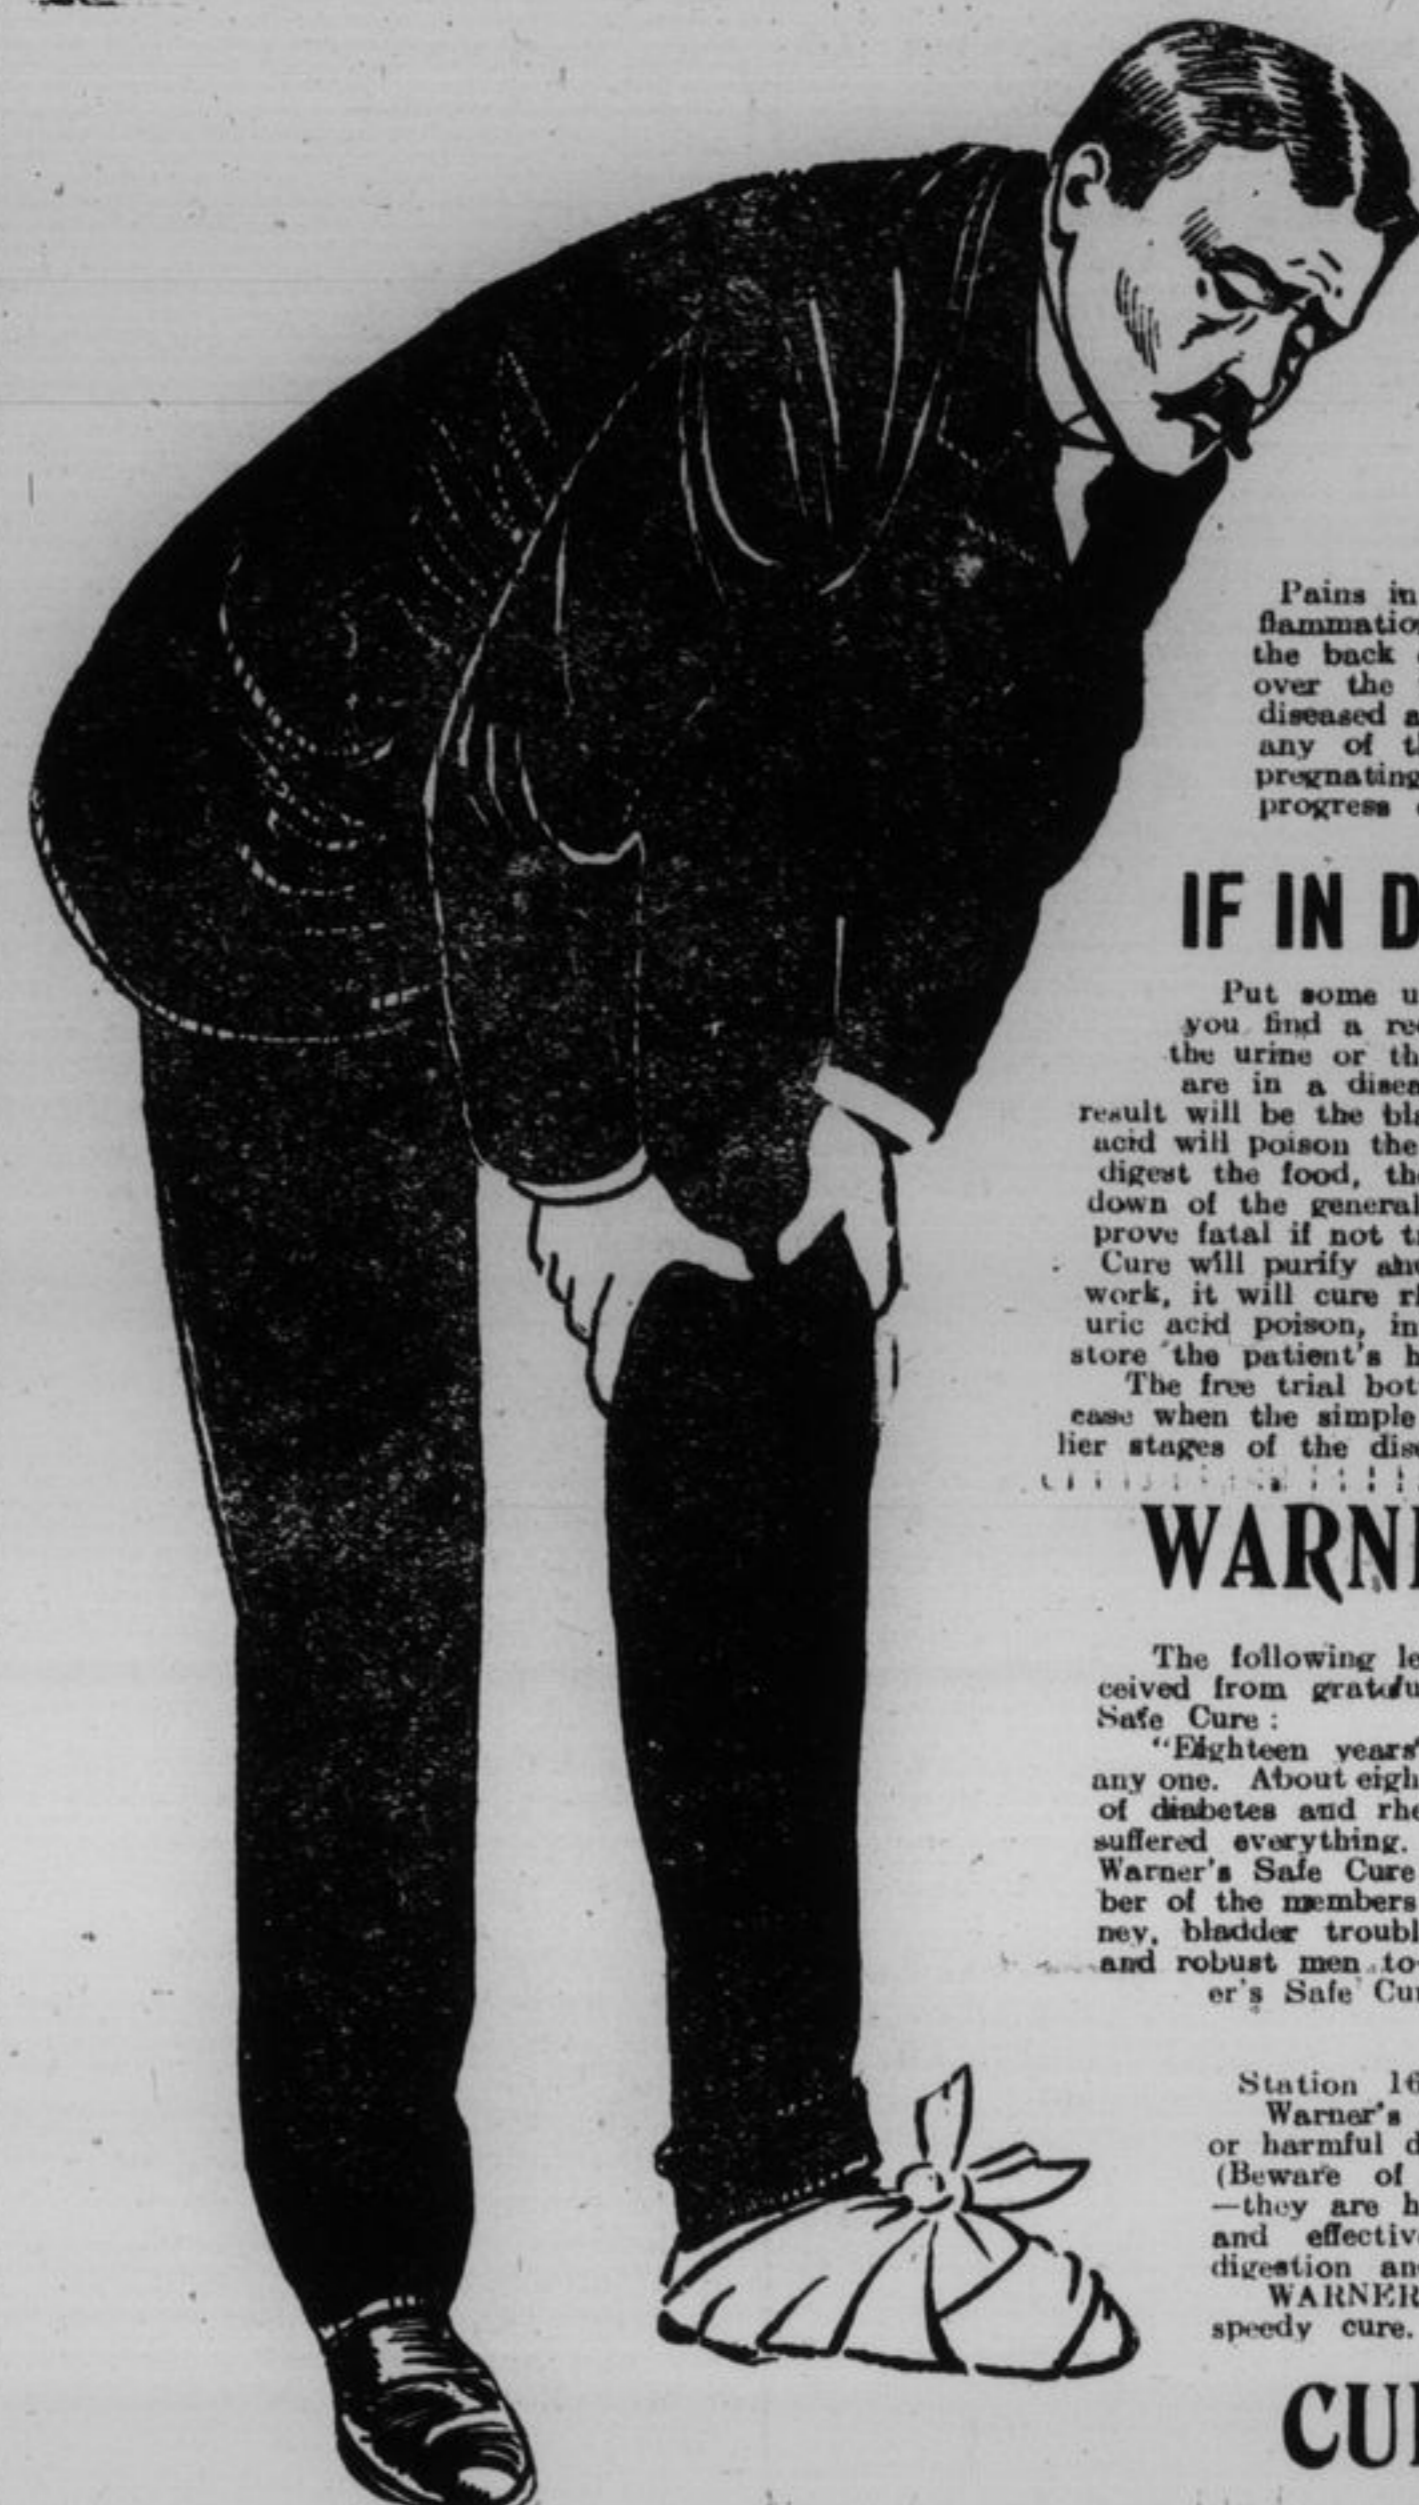 Pains in
flammatio
the back
over the
diseased a
any of th
pregnating
progress
IF IN D
Put some u
you find a re
the urine or th
are in a disea
result will be the bla
acid will poison the
digest the food, the
down of the general
prove fatal if not t
Cure will purify and
work, it will cure r
uric acid poison, in
store the patient's h
The free trial bot
case when the simple
lier stages of the dise
WARN
The following le
ceived from gratefu
Safe Cure :
"Eighteen years'
any one. About eigh
of diabetes and rhe
suffered everything.
Warner's Safe Cure
ber of the members
ney, bladder troubl
and robust men to-
er's Safe Cur
Station 16
Warner's
or harmful d
(Beware of
—they are h
and effectiv
digestion an
WARNER
speedy cure.
CU